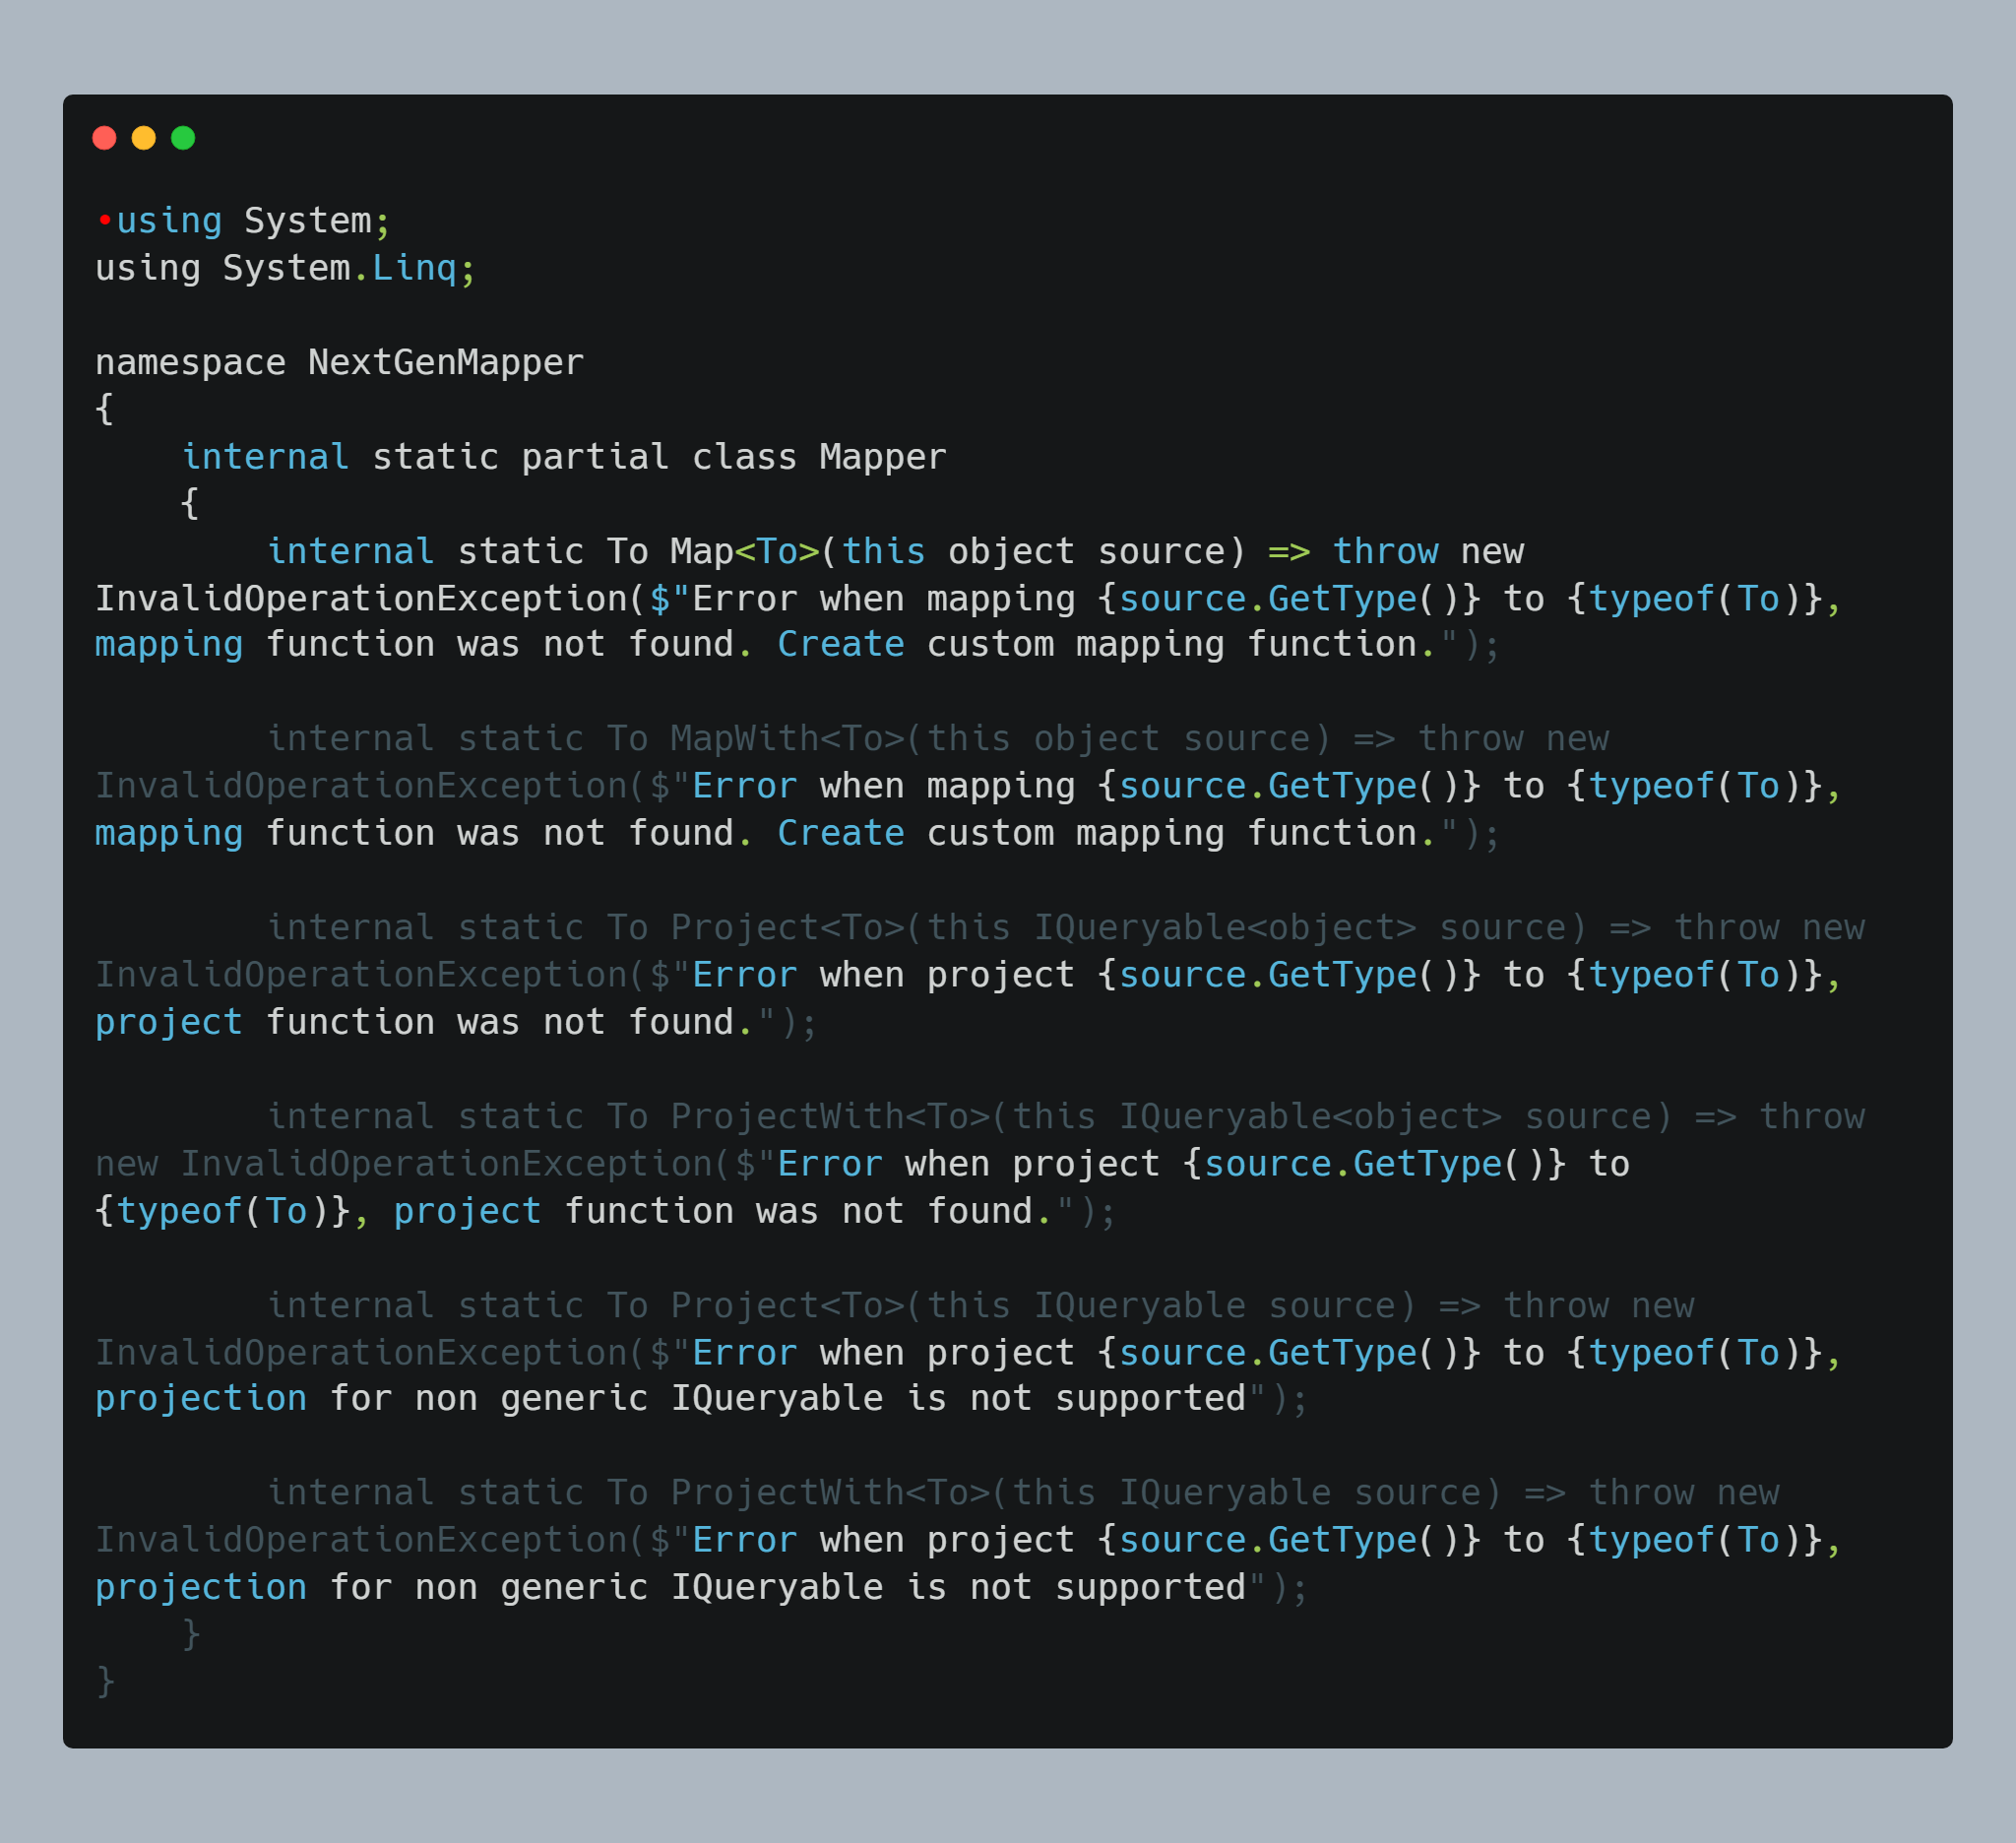 •using System;
using System.Linq;

namespace NextGenMapper
{
    internal static partial class Mapper
    {
        internal static To Map<To>(this object source) => throw new
InvalidOperationException($"Error when mapping {source.GetType()} to {typeof(To)},
mapping function was not found. Create custom mapping function.");

        internal static To MapWith<To>(this object source) => throw new
InvalidOperationException($"Error when mapping {source.GetType()} to {typeof(To)},
mapping function was not found. Create custom mapping function.");

        internal static To Project<To>(this IQueryable<object> source) => throw new
InvalidOperationException($"Error when project {source.GetType()} to {typeof(To)},
project function was not found.");

        internal static To ProjectWith<To>(this IQueryable<object> source) => throw
new InvalidOperationException($"Error when project {source.GetType()} to
{typeof(To)}, project function was not found.");

        internal static To Project<To>(this IQueryable source) => throw new
InvalidOperationException($"Error when project {source.GetType()} to {typeof(To)},
projection for non generic IQueryable is not supported");

        internal static To ProjectWith<To>(this IQueryable source) => throw new
InvalidOperationException($"Error when project {source.GetType()} to {typeof(To)},
projection for non generic IQueryable is not supported");
    }
}